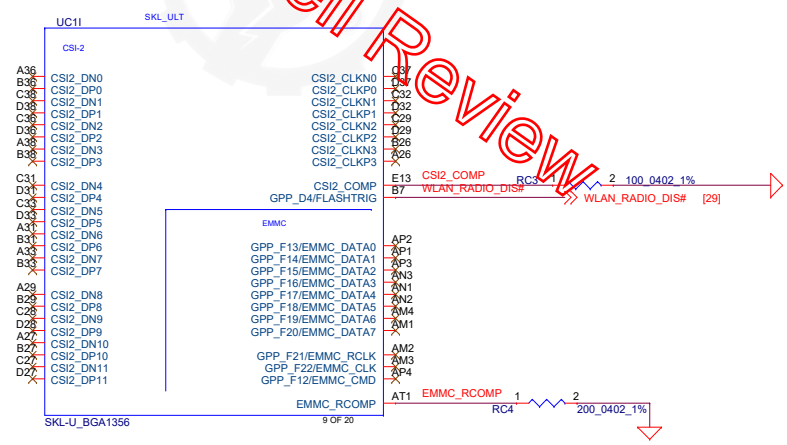 UC1I
SKL_ULT
CSI-2
A36 CSI2_DN0
B36 CSI2_DP0
C38 CSI2_DN1
D38 CSI2_DP1
C36 CSI2_DN2
D36 CSI2_DP2
A38 CSI2_DN3
B38 CSI2_DP3
C31 CSI2_DN4
D31 CSI2_DP4
C33 CSI2_DN5
D33 CSI2_DP5
A31 CSI2_DN6
B31 CSI2_DP6
A33 CSI2_DN7
B33 CSI2_DP7
A29 CSI2_DN8
B29 CSI2_DP8
C28 CSI2_DN9
D28 CSI2_DP9
A27 CSI2_DN10
B27 CSI2_DP10
C27 CSI2_DN11
D27 CSI2_DP11
CSI2_CLKN0 C37
CSI2_CLKP0 D37
CSI2_CLKN1 C32
CSI2_CLKP1 D32
CSI2_CLKN2 C29
CSI2_CLKP2 D29
CSI2_CLKN3 B26
CSI2_CLKP3 A26
CSI2_COMP E13 CSI2_COMP RC3 1 2 100_0402_1%
GPP_D4/FLASHTRIG B7 WLAN_RADIO_DIS#
WLAN_RADIO_DIS# [29]
EMMC
GPP_F13/EMMC_DATA0 AP2
GPP_F14/EMMC_DATA1 AP1
GPP_F15/EMMC_DATA2 AP3
GPP_F16/EMMC_DATA3 AN3
GPP_F17/EMMC_DATA4 AN1
GPP_F18/EMMC_DATA5 AN2
GPP_F19/EMMC_DATA6 AM4
GPP_F20/EMMC_DATA7 AM1
GPP_F21/EMMC_RCLK AM2
GPP_F22/EMMC_CLK AM3
GPP_F12/EMMC_CMD AP4
EMMC_RCOMP AT1 EMMC_RCOMP 1 2
RC4 200_0402_1%
SKL-U_BGA1356
9 OF 20
Review